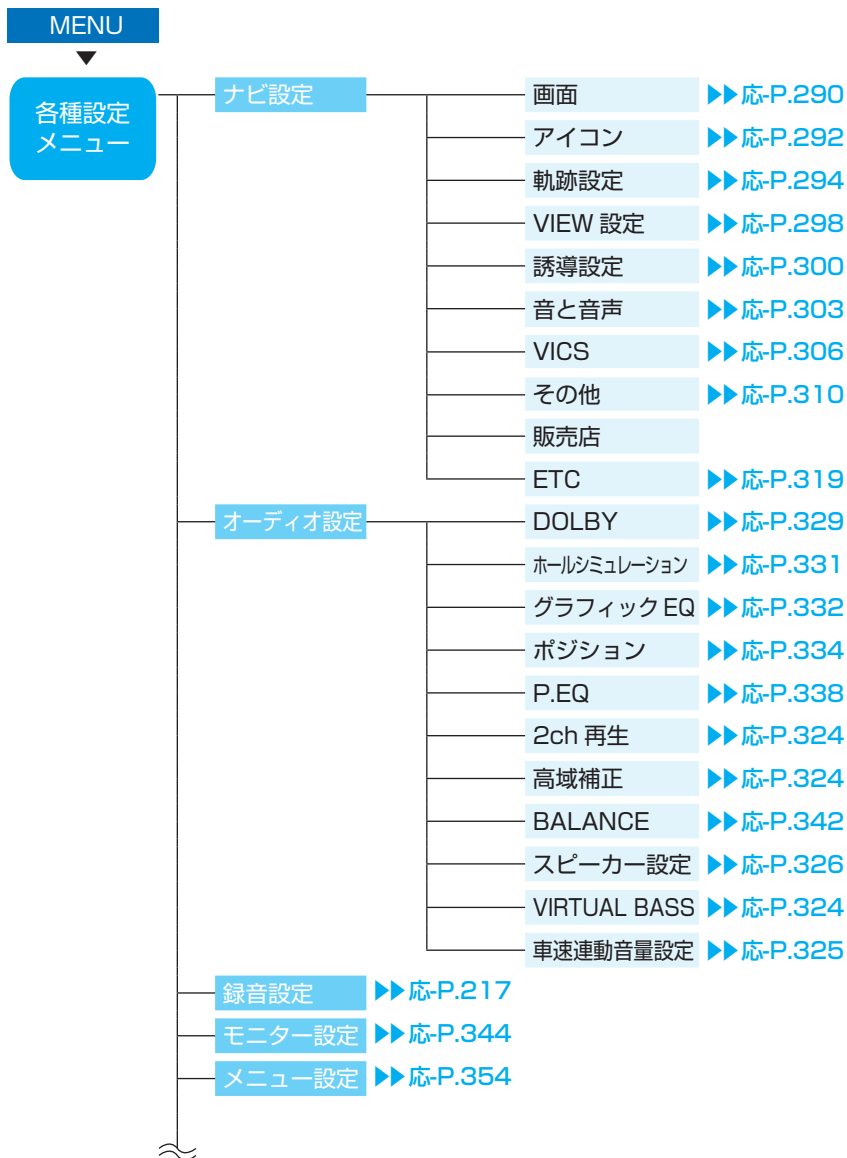 MENU
▼
各種設定
メニュー
ナビ設定
画面 ▶▶応-P.290
アイコン ▶▶応-P.292
軌跡設定 ▶▶応-P.294
VIEW 設定 ▶▶応-P.298
誘導設定 ▶▶応-P.300
音と音声 ▶▶応-P.303
VICS ▶▶応-P.306
その他 ▶▶応-P.310
販売店
ETC ▶▶応-P.319
オーディオ設定
DOLBY ▶▶応-P.329
ホールシミュレーション ▶▶応-P.331
グラフィック EQ ▶▶応-P.332
ポジション ▶▶応-P.334
P.EQ ▶▶応-P.338
2ch 再生 ▶▶応-P.324
高域補正 ▶▶応-P.324
BALANCE ▶▶応-P.342
スピーカー設定 ▶▶応-P.326
VIRTUAL BASS ▶▶応-P.324
車速連動音量設定 ▶▶応-P.325
録音設定 ▶▶応-P.217
モニター設定 ▶▶応-P.344
メニュー設定 ▶▶応-P.354